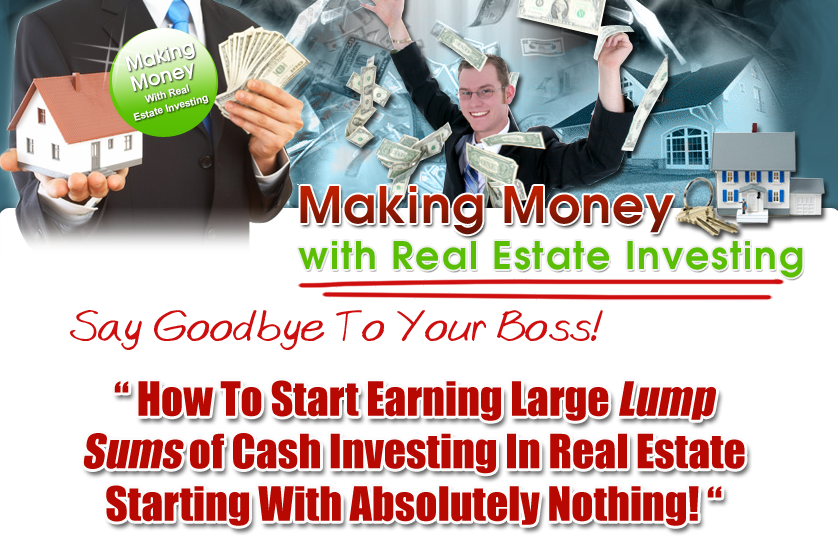 Making
Money
With Real
Estate Investing
Making Money
with Real Estate Investing
Say Goodbye To Your Boss!
“ How To Start Earning Large Lump
Sums of Cash Investing In Real Estate
Starting With Absolutely Nothing! “